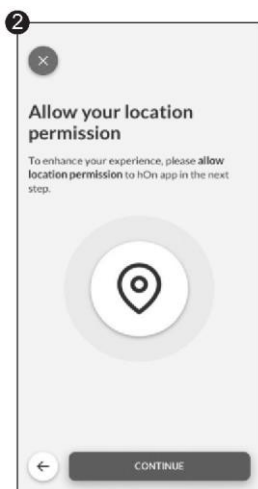 2
Allow your location
permission
To enhance your experience, please allow
location permission to hOn app in the next
step.
CONTINUE